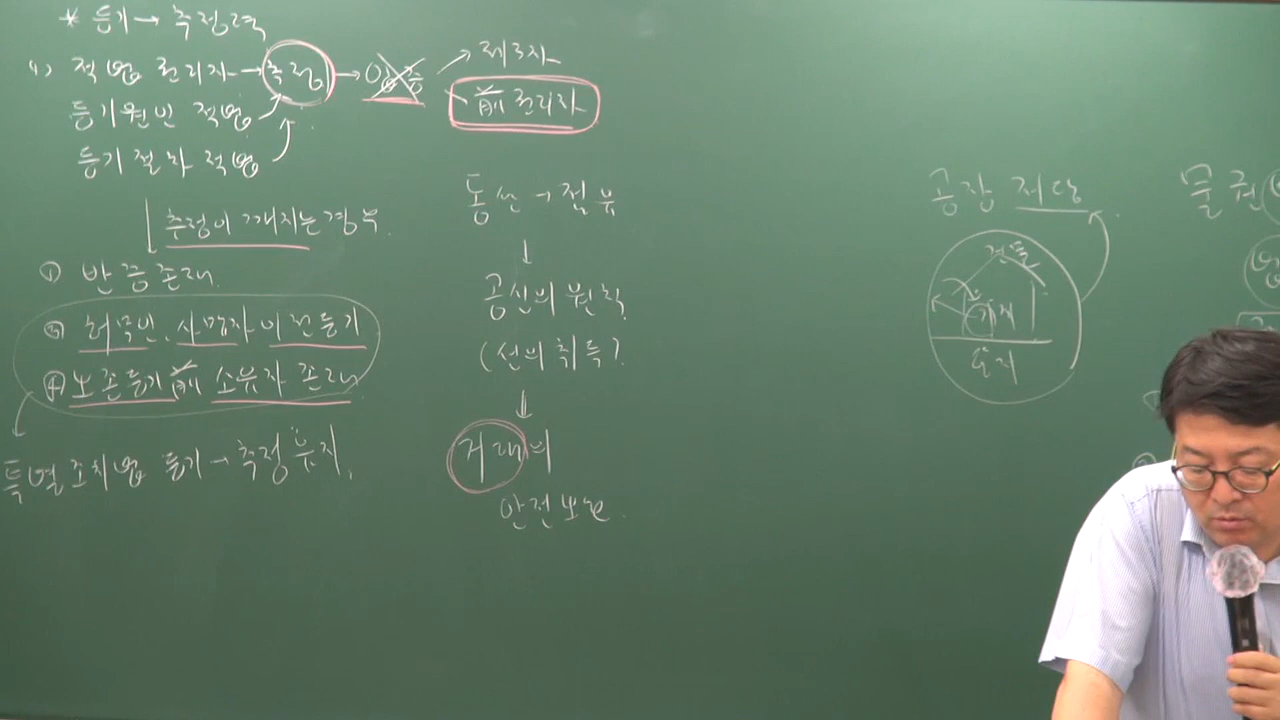 * 등기 → 추정력
(1) 적법 권리자 → 추정 → 입증 제3자
前 권리자
등기원인 적법
등기절차 적법
추정이 깨지는 경우
① 반증존재
③ 허무인, 사망자 이전등기
④ 보존등기 前 소유자 존재
특별조치법 등기 → 추정 유지.
동산 → 점유
↓
공신의 원칙
(선의취득)
↓
거래의
안전보호.
공장 저당
건물
기계
토지
물권